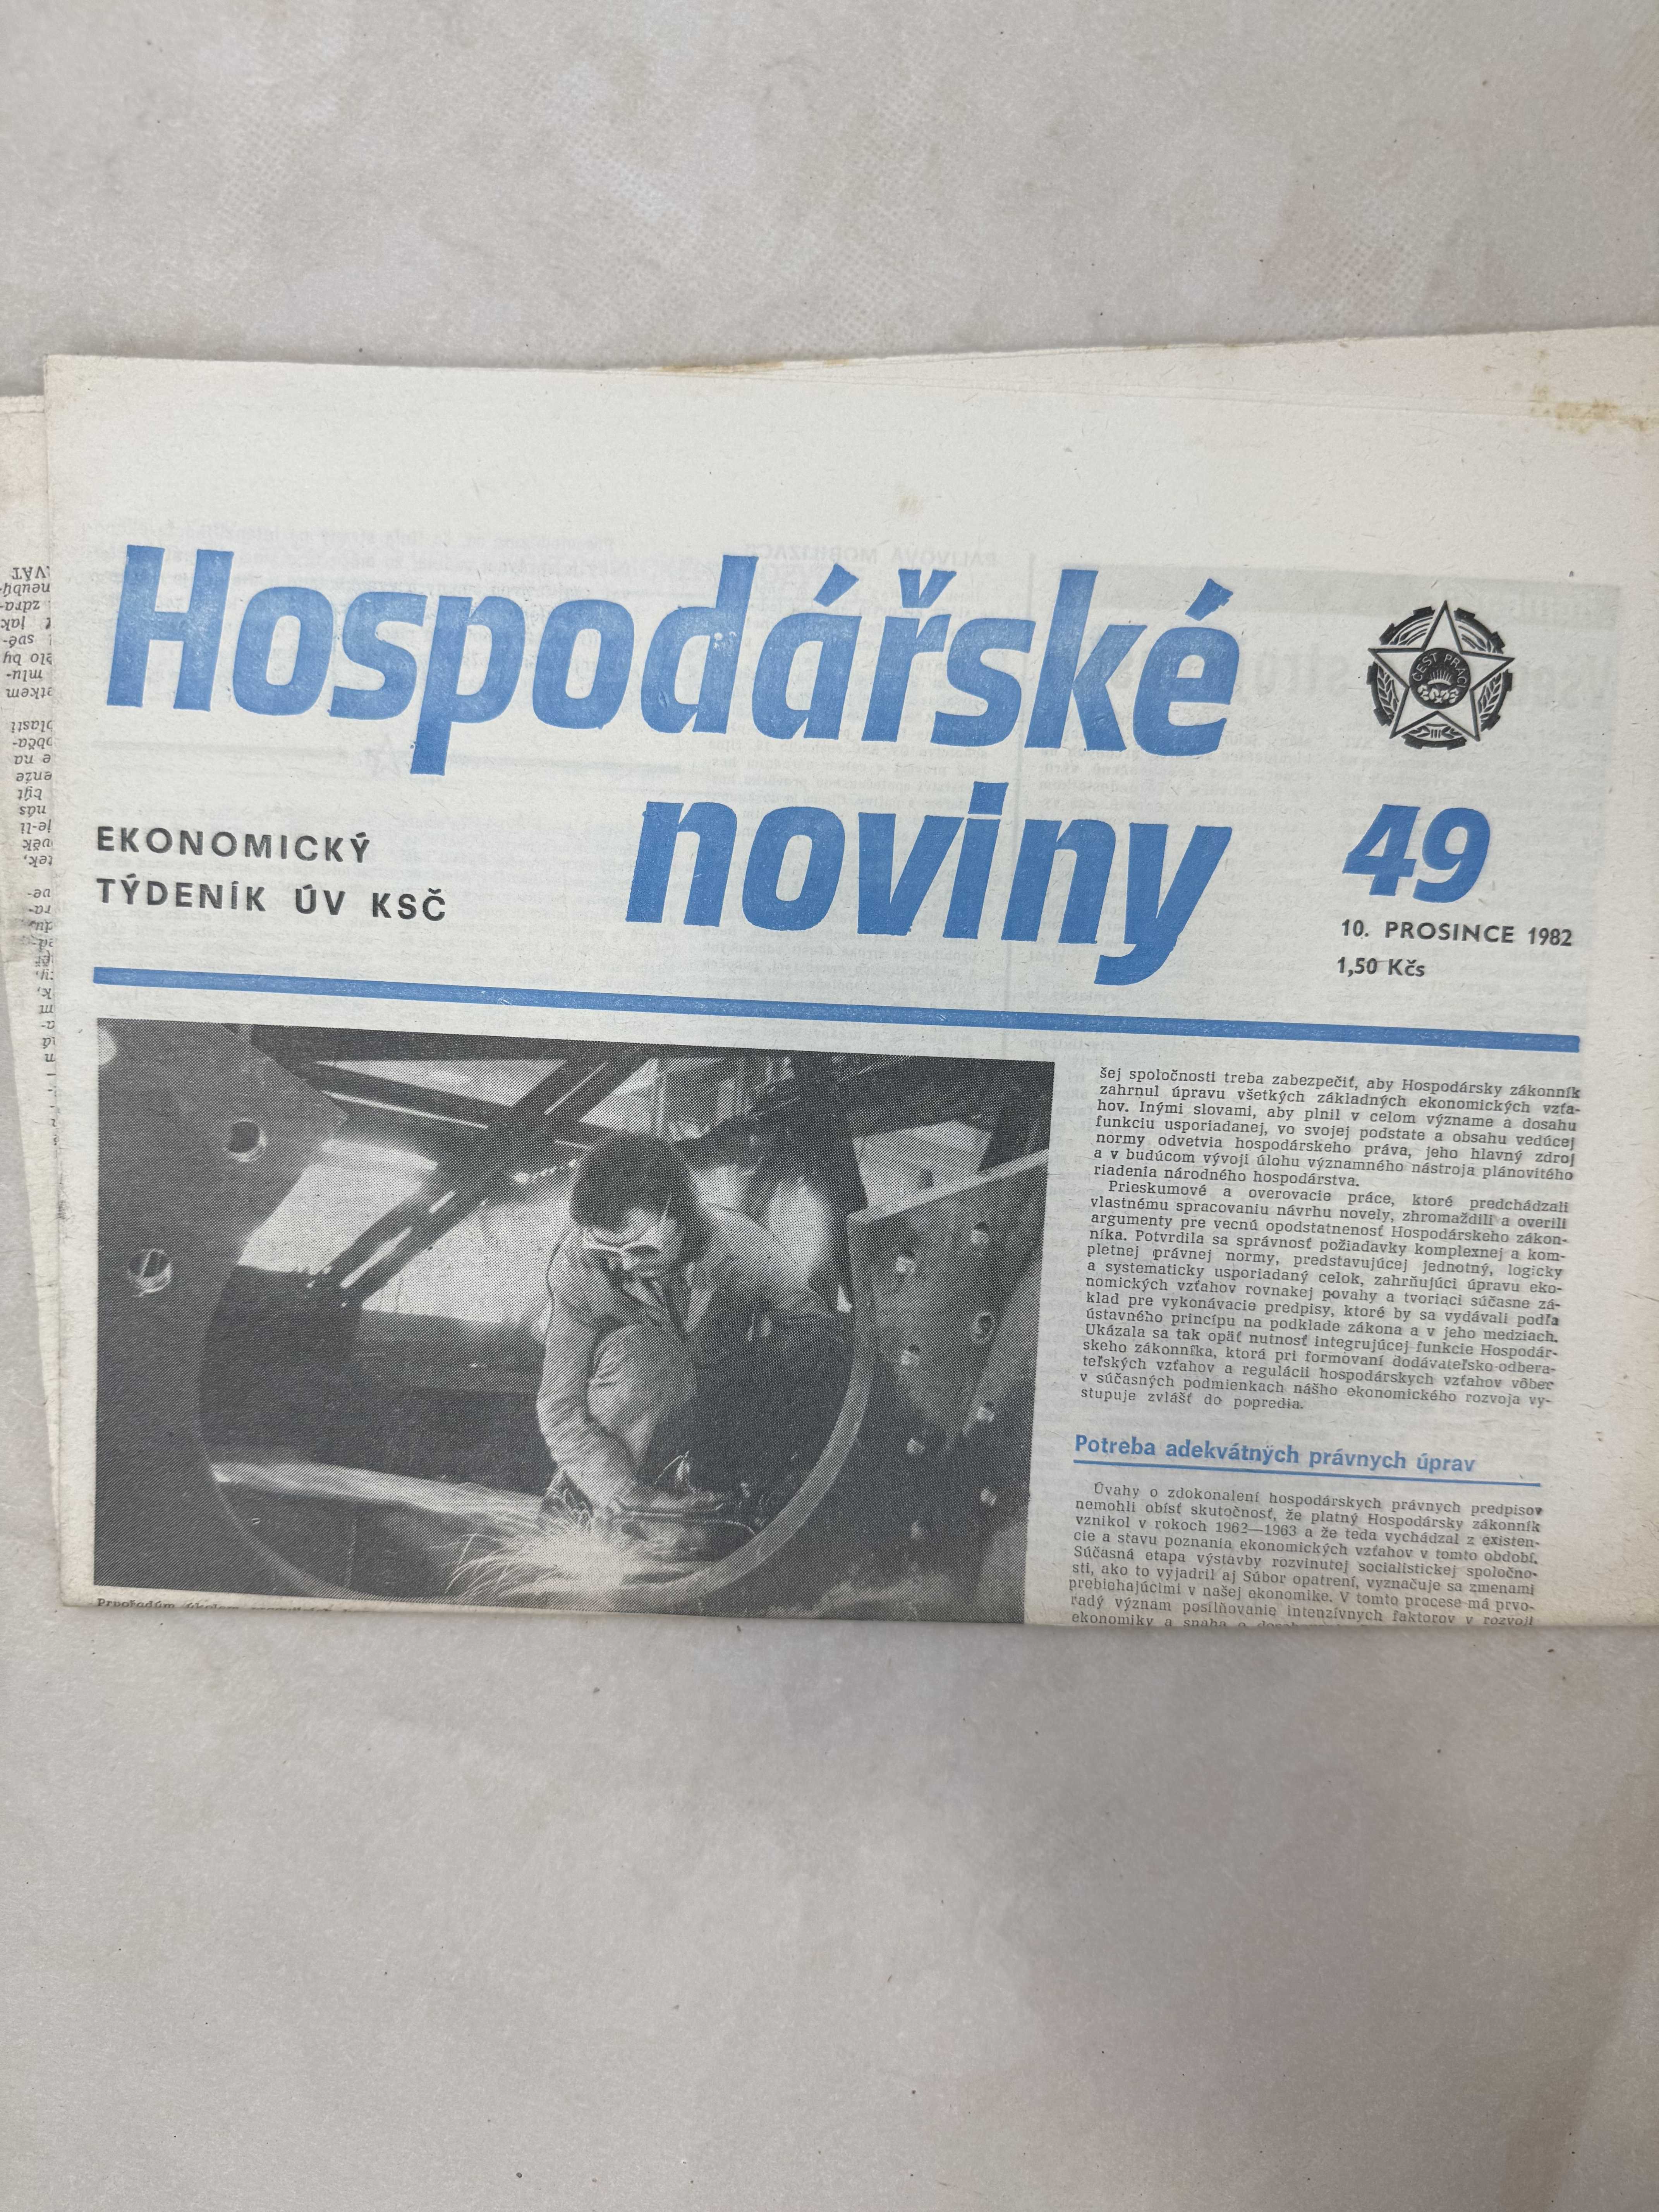 Hospodářské
noviny
EKONOMICKÝ
TÝDENÍK ÚV KSČ
ČEST PRÁCI
49
10. PROSINCE 1982
1,50 Kčs
šej spoločnosti treba zabezpečiť, aby Hospodársky zákonník
zahrnul úpravu všetkých základných ekonomických vzťa-
hov. Inými slovami, aby plnil v celom význame a dosahu
funkciu usporiadanej, vo svojej podstate a obsahu vedúcej
normy odvetvia hospodárskeho práva, jeho hlavný zdroj
a v budúcom vývoji úlohu významného nástroja plánovitého
riadenia národného hospodárstva.
Prieskumové a overovacie práce, ktoré predchádzali
vlastnému spracovaniu návrhu novely, zhromaždili a overili
argumenty pre vecnú opodstatnenosť Hospodárskeho zákon-
níka. Potvrdila sa správnosť požiadavky komplexnej a kom-
pletnej právnej normy, predstavujúcej jednotný, logicky
a systematicky usporiadaný celok, zahrňujúci úpravu eko-
nomických vzťahov rovnakej povahy a tvoriaci súčasne zá-
klad pre vykonávacie predpisy, ktoré by sa vydávali podľa
ústavného princípu na podklade zákona a v jeho medziach.
Ukázala sa tak opäť nutnosť integrujúcej funkcie Hospodár-
skeho zákonníka, ktorá pri formovaní dodávateľsko-odbera-
teľských vzťahov a regulácii hospodárskych vzťahov vôbec
v súčasných podmienkach nášho ekonomického rozvoja vy-
stupuje zvlášť do popredia.
Potreba adekvátných právnych úprav
Úvahy o zdokonalení hospodárskych právnych predpisov
nemohli obísť skutočnosť, že platný Hospodársky zákonník
vznikol v rokoch 1962—1963 a že teda vychádzal z existen-
cie a stavu poznania ekonomických vzťahov v tomto období.
Súčasná etapa výstavby rozvinutej socialistickej spoločno-
sti, ako to vyjadril aj Súbor opatrení, vyznačuje sa zmenami
prebiehajúcimi v našej ekonomike. V tomto procese má prvo-
radý význam posilňovanie intenzívnych faktorov v rozvoji
ekonomiky a snaha o